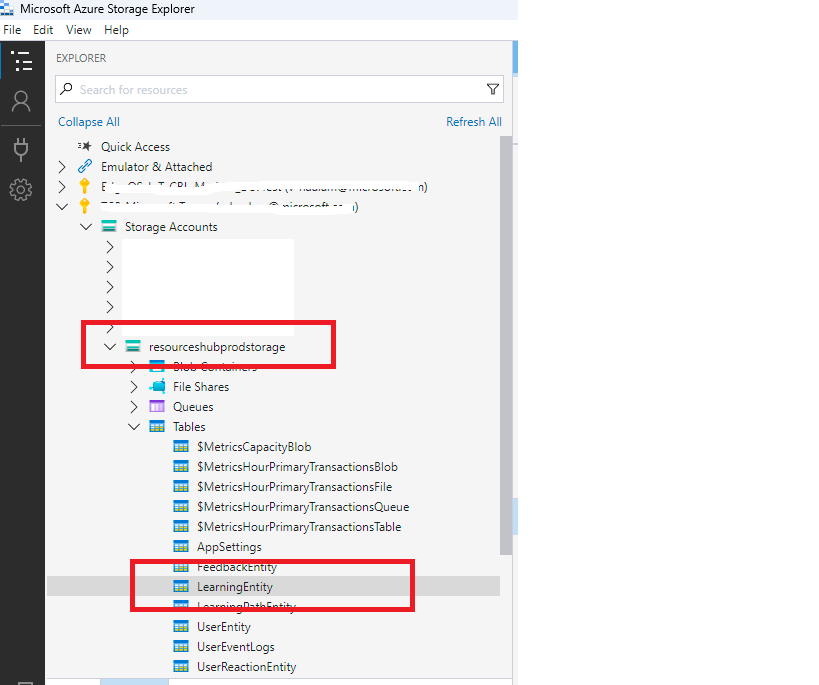 Microsoft Azure Storage Explorer
File Edit View Help
EXPLORER
Search for resources
Collapse All Refresh All
Quick Access
Emulator & Attached
Storage Accounts
resourceshubprodstorage
Blob Containers
File Shares
Queues
Tables
$MetricsCapacityBlob
$MetricsHourPrimaryTransactionsBlob
$MetricsHourPrimaryTransactionsFile
$MetricsHourPrimaryTransactionsQueue
$MetricsHourPrimaryTransactionsTable
AppSettings
FeedbackEntity
LearningEntity
LearningPathEntity
UserEntity
UserEventLogs
UserReactionEntity